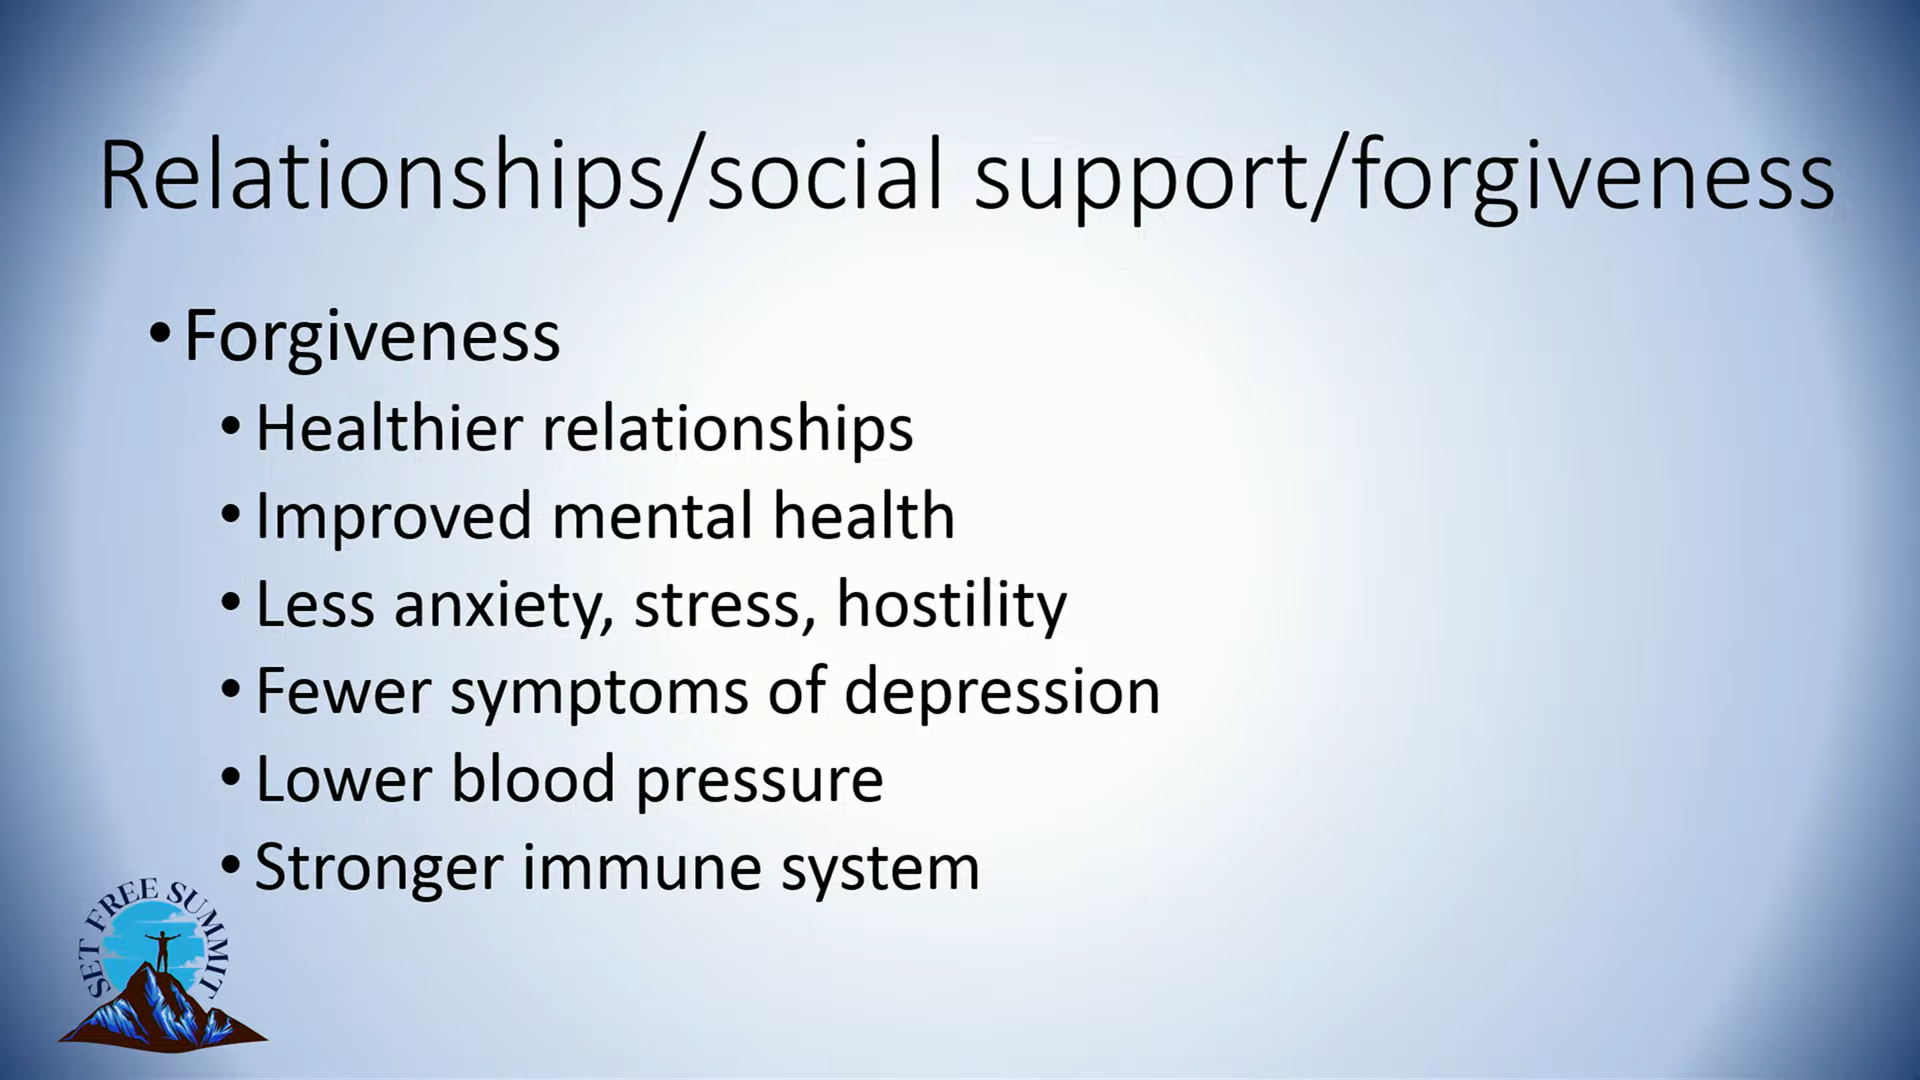 Relationships/social support/forgiveness
•Forgiveness
•Healthier relationships
•Improved mental health
•Less anxiety, stress, hostility
•Fewer symptoms of depression
•Lower blood pressure
•Stronger immune system
SET FREE SUMMIT